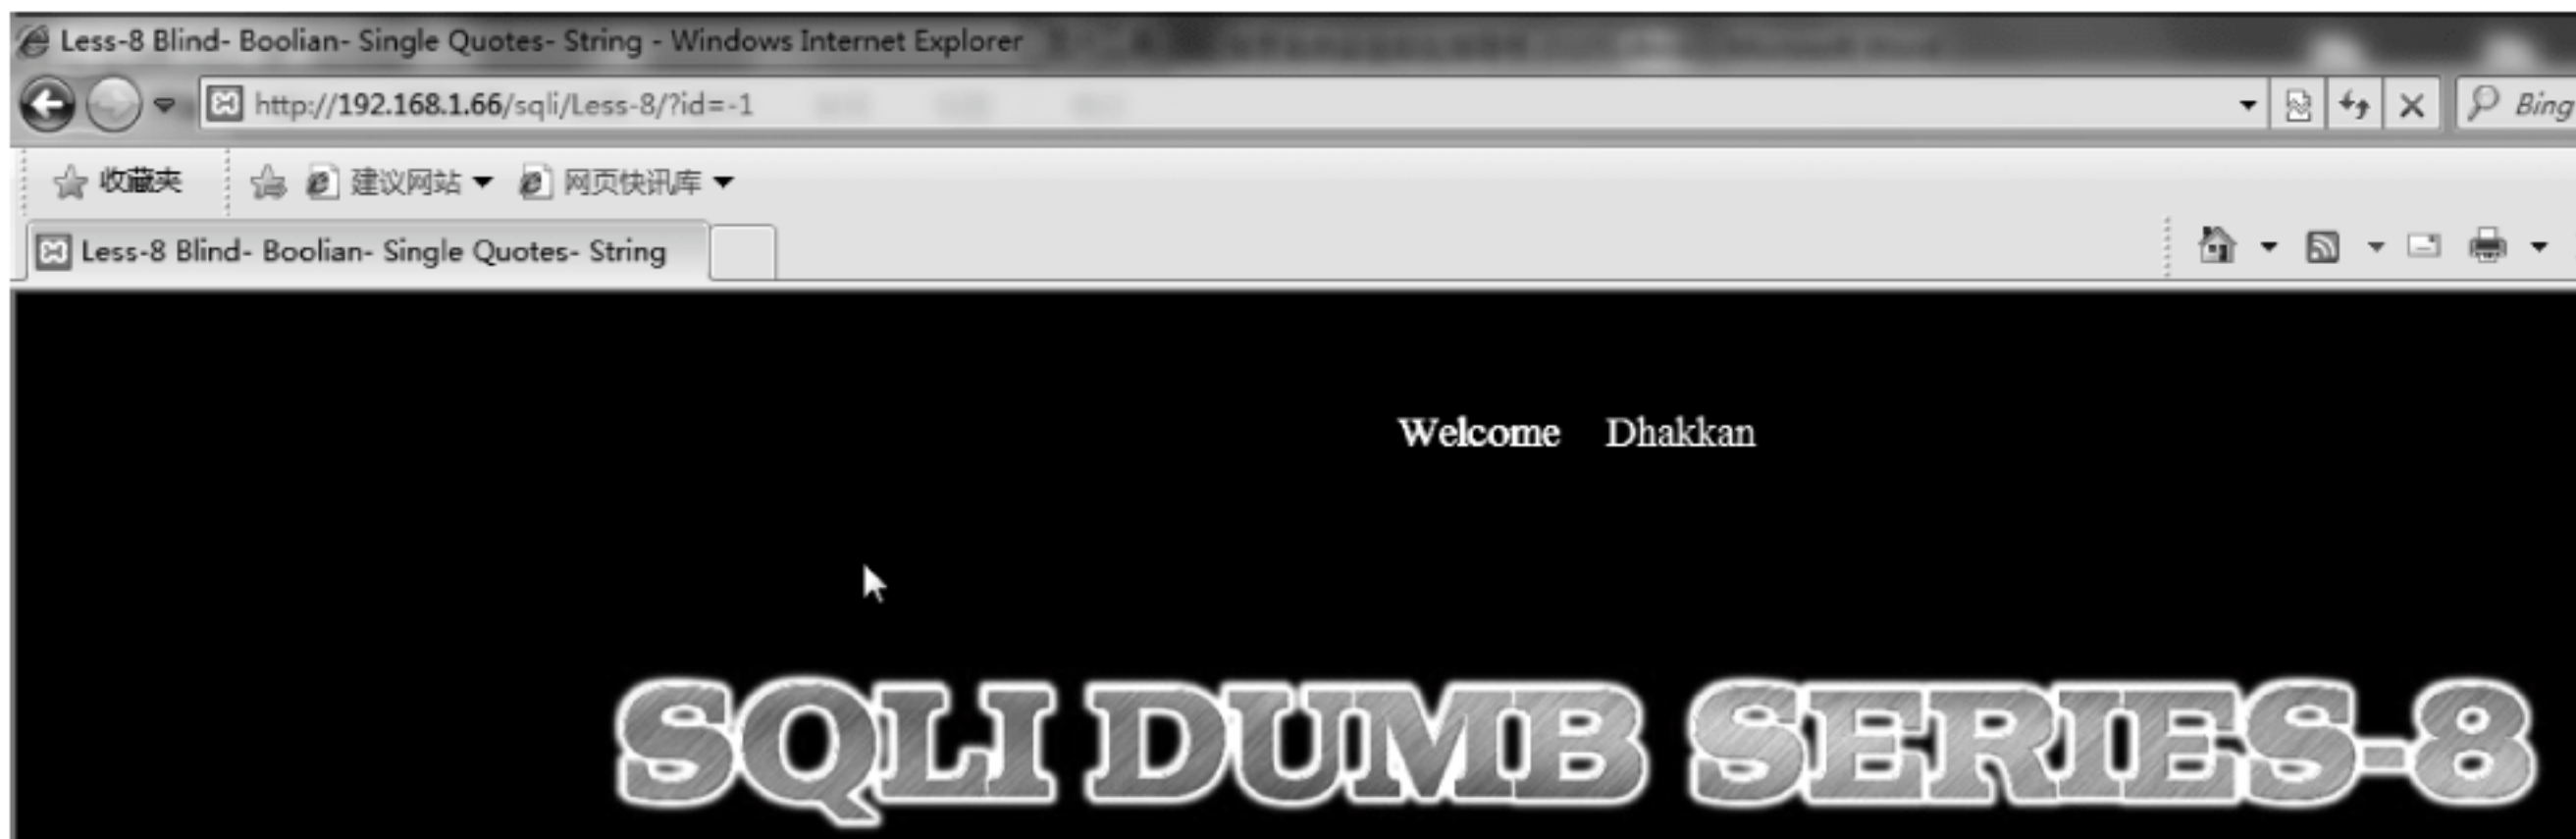 Less-8 Blind- Boolian- Single Quotes- String - Windows Internet Explorer
http://192.168.1.66/sqli/Less-8/?id=-1
Bing
收藏夹 建议网站 网页快讯库
Less-8 Blind- Boolian- Single Quotes- String
Welcome Dhakkan
SQLI DUMB SERIES-8